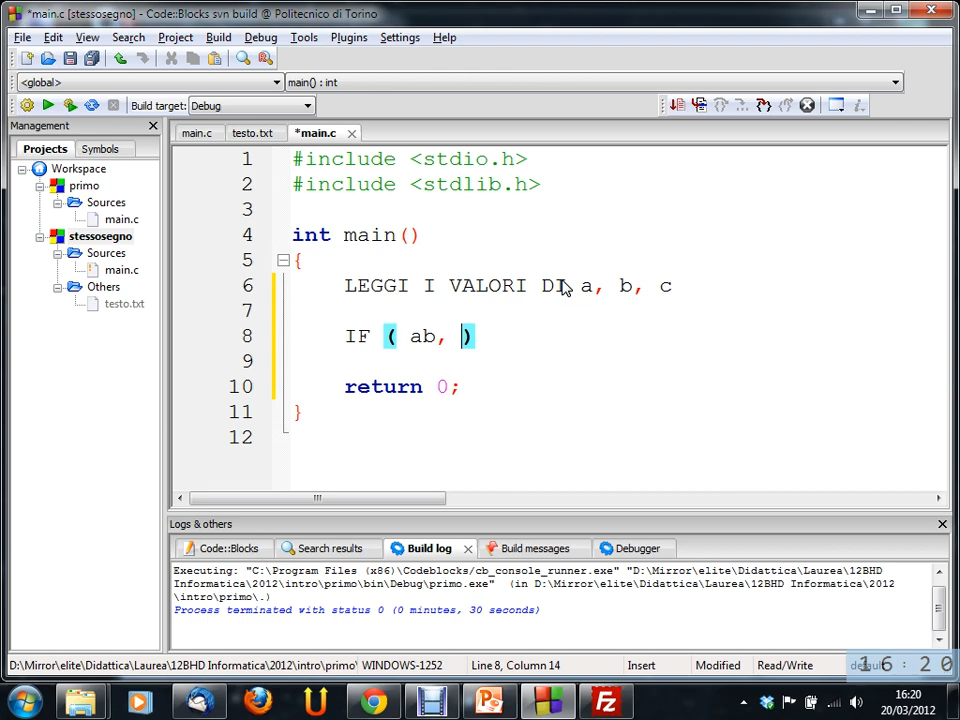 *main.c [stessosegno] - Code::Blocks svn build @ Politecnico di Torino
File Edit View Search Project Build Debug Tools Plugins Settings Help
<global> main() : int
Build target: Debug
Management
Projects Symbols
Workspace
primo
Sources
main.c
stessosegno
Sources
main.c
Others
testo.txt
main.c testo.txt *main.c
1 #include <stdio.h>
2 #include <stdlib.h>
3
4 int main()
5 {
6 LEGGI I VALORI DI a, b, c
7
8 IF ( ab, )
9
10 return 0;
11 }
12
Logs & others
Code::Blocks Search results Build log Build messages Debugger
Executing: "C:\Program Files (x86)\Codeblocks/cb_console_runner.exe" "D:\Mirror\elite\Didattica\Laurea\12BHD
Informatica\2012\intro\primo\bin\Debug\primo.exe" (in D:\Mirror\elite\Didattica\Laurea\12BHD Informatica\2012
\intro\primo\.)
Process terminated with status 0 (0 minutes, 30 seconds)
D:\Mirror\elite\Didattica\Laurea\12BHD Informatica\2012\intro\primo\ WINDOWS-1252 Line 8, Column 14 Insert Modified Read/Write
16:20
16:20
20/03/2012